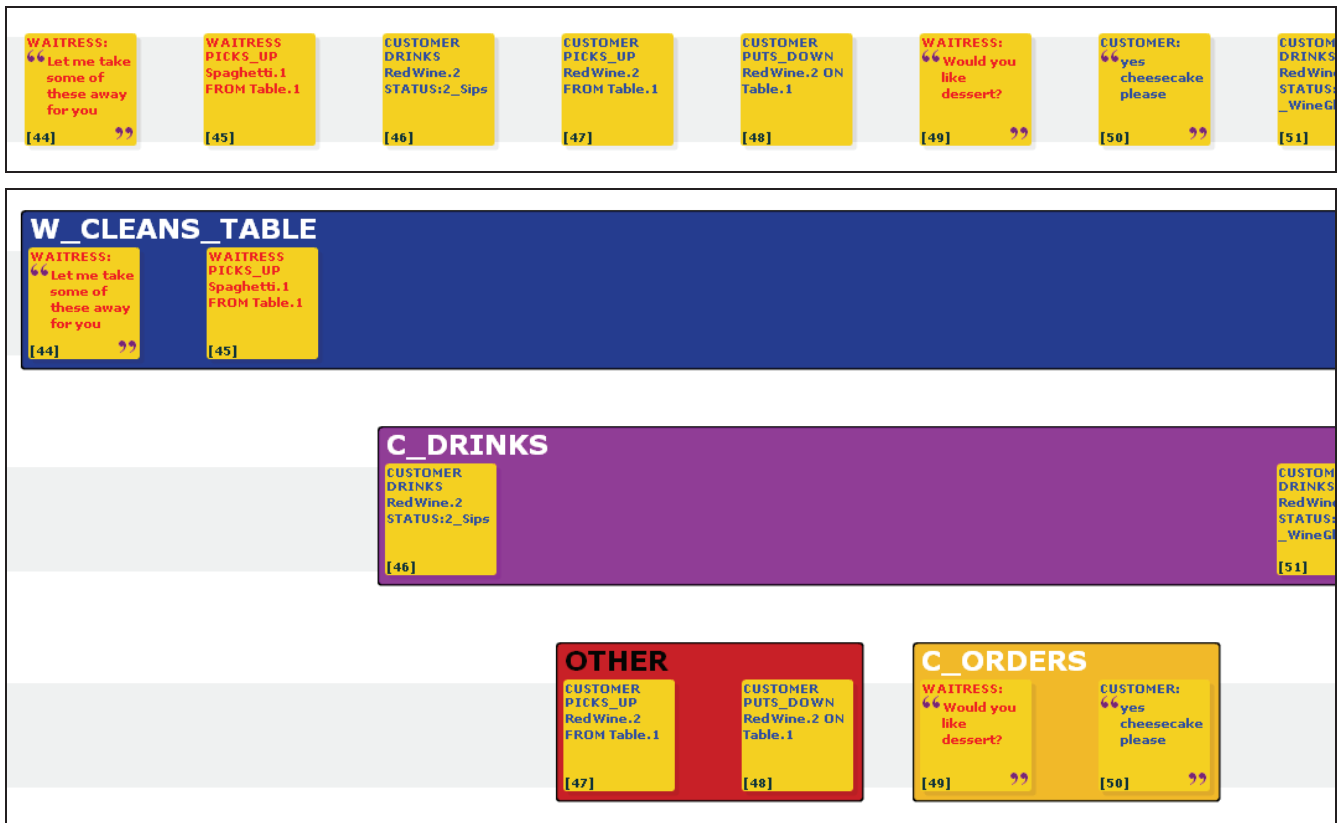 WAITRESS:
“Let me take
some of
these away
for you
”
[44]
WAITRESS
PICKS_UP
Spaghetti.1
FROM Table.1
[45]
CUSTOMER
DRINKS
RedWine.2
STATUS:2_Sips
[46]
CUSTOMER
PICKS_UP
RedWine.2
FROM Table.1
[47]
CUSTOMER
PUTS_DOWN
RedWine.2 ON
Table.1
[48]
WAITRESS:
“Would you
like
dessert?
”
[49]
CUSTOMER:
“yes
cheesecake
please
”
[50]
DRINKS
STATUS:
[51]
W_CLEANS_TABLE
WAITRESS:
“Let me take
some of
these away
for you
”
[44]
WAITRESS
PICKS_UP
Spaghetti.1
FROM Table.1
[45]
C_DRINKS
CUSTOMER
DRINKS
RedWine.2
STATUS:2_Sips
[46]
DRINKS
STATUS:
[51]
OTHER
CUSTOMER
PICKS_UP
RedWine.2
FROM Table.1
[47]
CUSTOMER
PUTS_DOWN
RedWine.2 ON
Table.1
[48]
C_ORDERS
WAITRESS:
“Would you
like
dessert?
”
[49]
CUSTOMER:
“yes
cheesecake
please
”
[50]